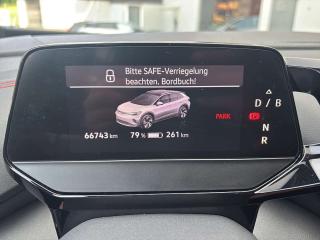 Bitte SAFE-Verriegelung
beachten. Bordbuch!
D/B
PARK
N
R
66743 km 79 % 261 km